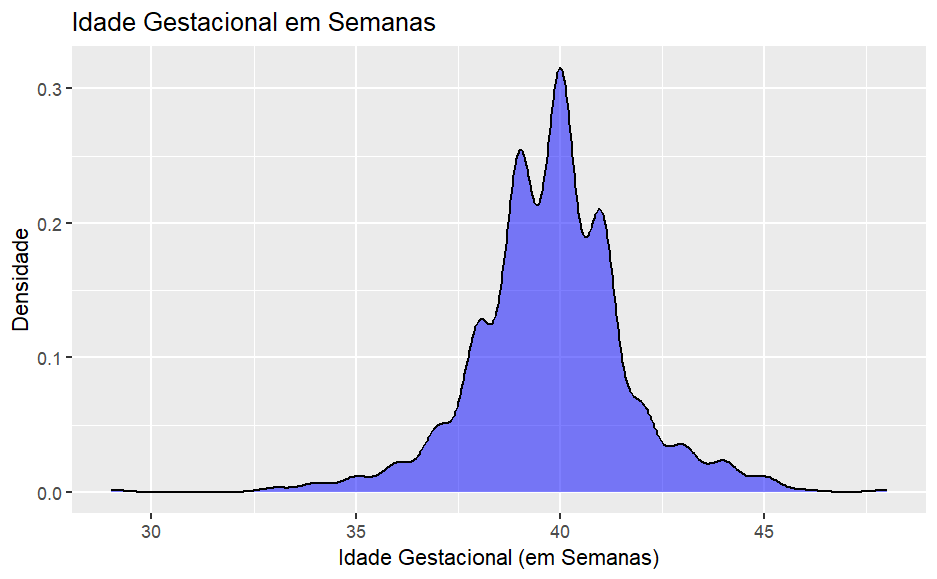 Idade Gestacional em Semanas
Densidade
0.3
0.2
0.1
0.0
30 35 40 45
Idade Gestacional (em Semanas)